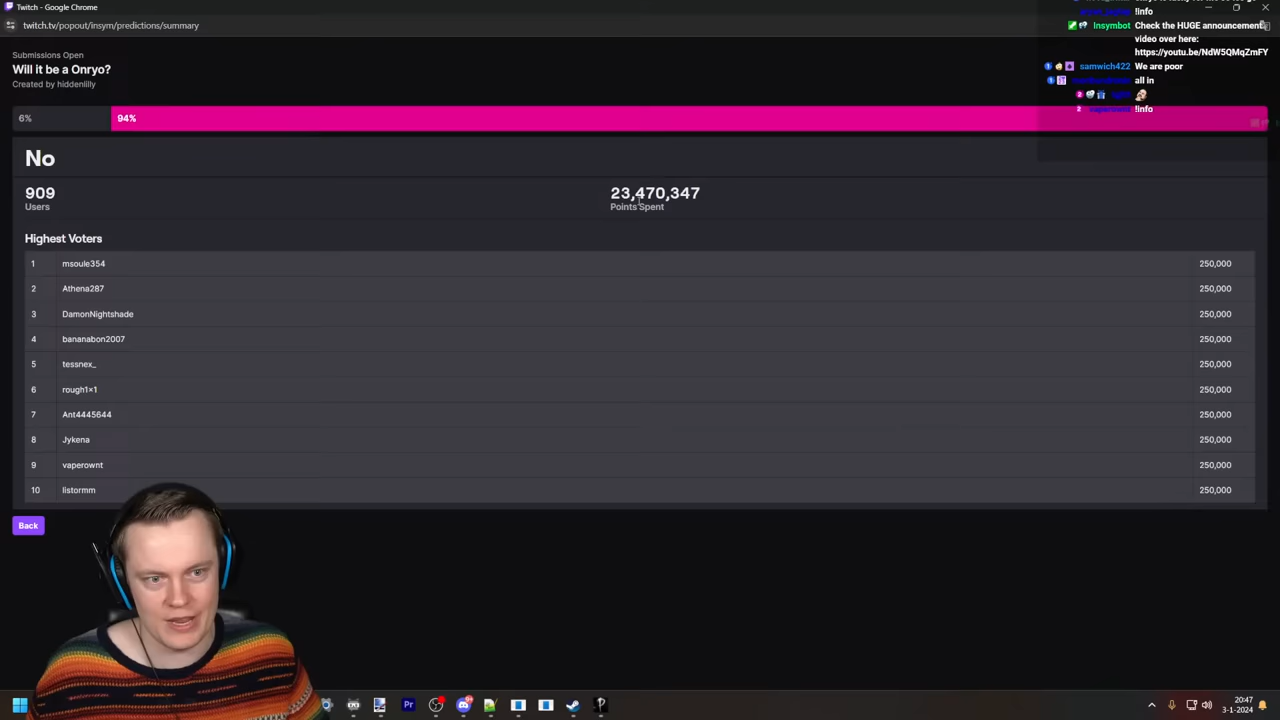 Twitch - Google Chrome
twitch.tv/popout/insym/predictions/summary
Submissions Open
Will it be a Onryo?
Created by hiddenlilly
6%
94%
No
909
Users
23,470,347
Points Spent
Highest Voters
1 msoule354 250,000
2 Athena287 250,000
3 DamonNightshade 250,000
4 bananabon2007 250,000
5 tessnex_ 250,000
6 rough1x1 250,000
7 Ant4445644 250,000
8 Jykena 250,000
9 vaperownt 250,000
10 listormm 250,000
Back
!info
Insymbot Check the HUGE announcement
video over here:
https://youtu.be/NdW5QMqZmFY
samwich422 We are poor
all in
vaperownt !info
20:47
3-1-2024